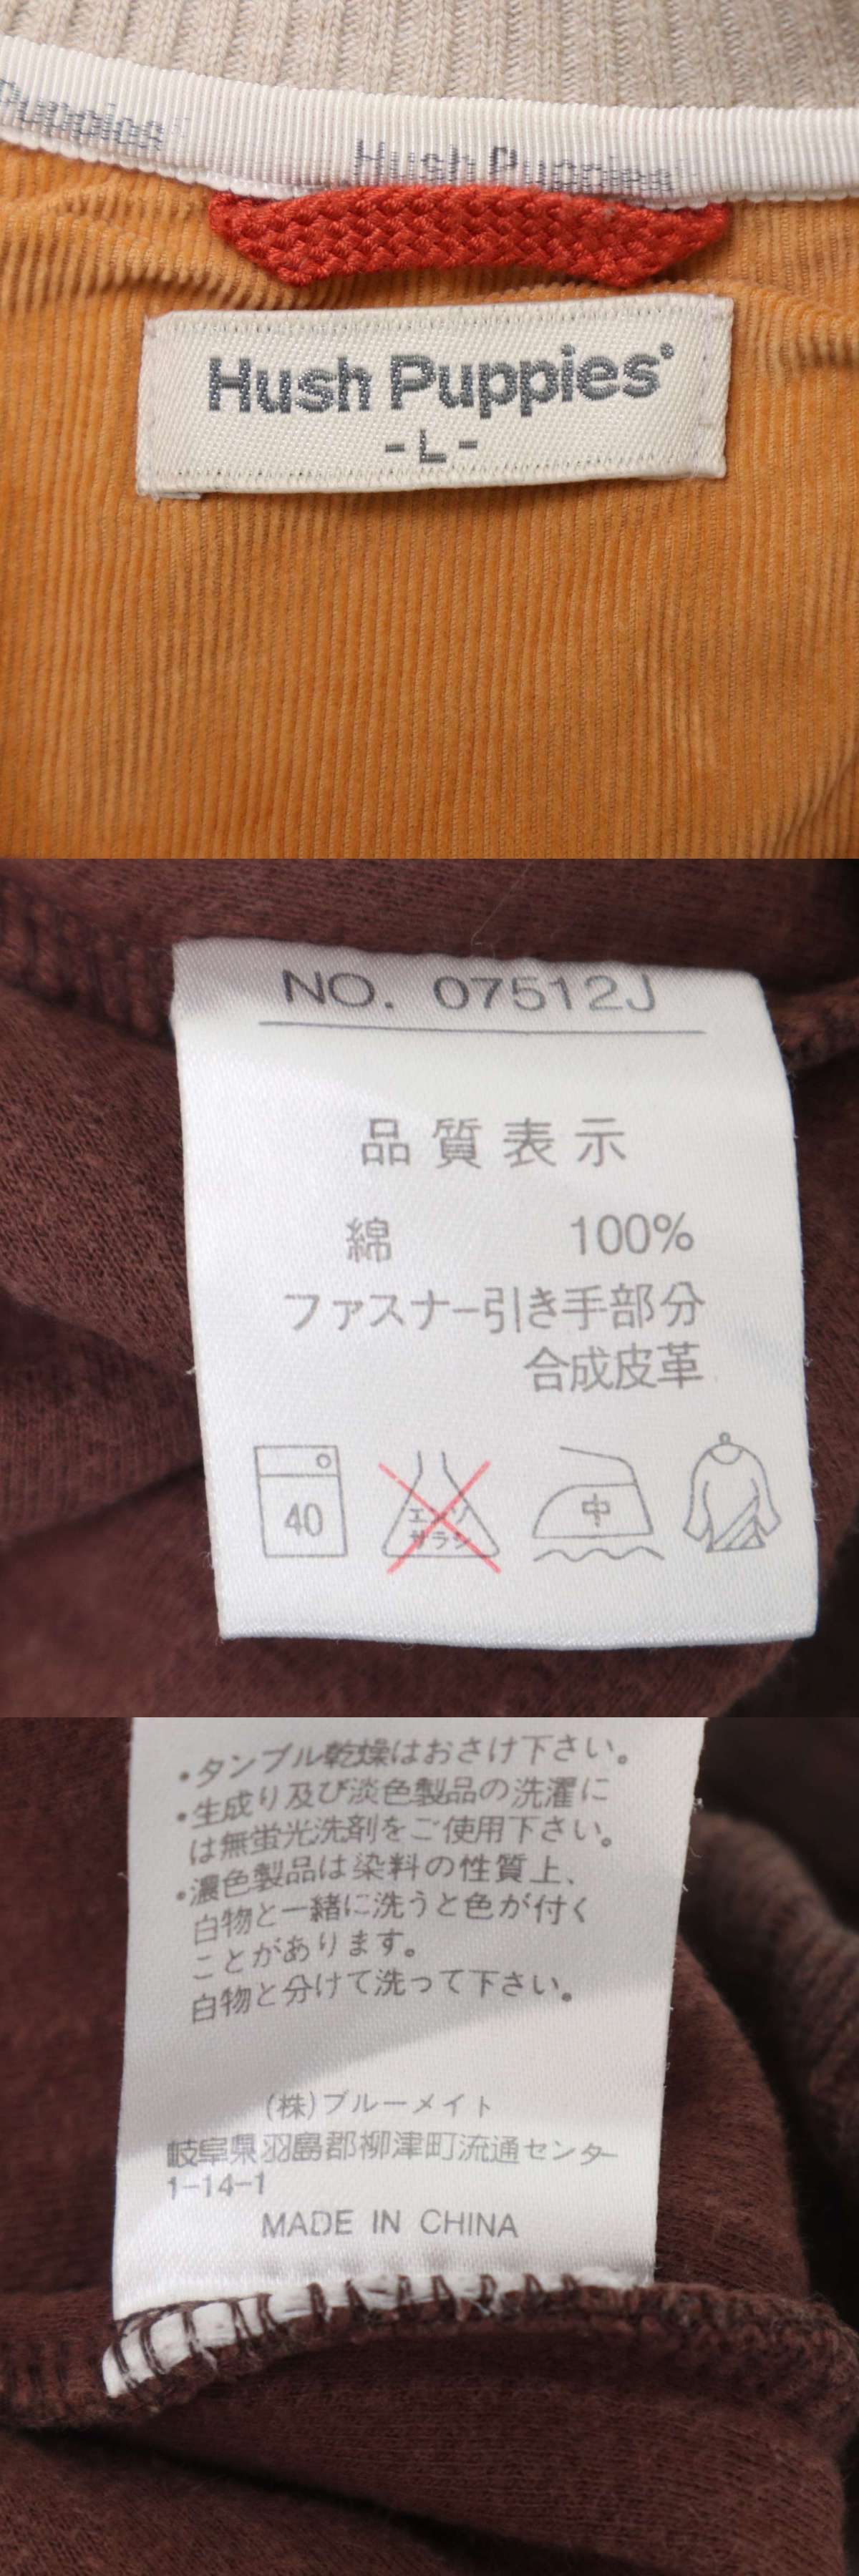 Puppies
Hush Puppies
Hush Puppies
-L-
NO. 07512J
品質表示
綿 100%
ファスナー引き手部分
合成皮革
40
エンソ
サラシ
中
・タンブル乾燥はおさけ下さい。
・生成り及び淡色製品の洗濯に
は無蛍光洗剤をご使用下さい。
・濃色製品は染料の性質上、
白物と一緒に洗うと色が付く
ことがあります。
白物と分けて洗って下さい。
(株)ブルーメイト
岐阜県羽島郡柳津町流通センター
1-14-1
MADE IN CHINA